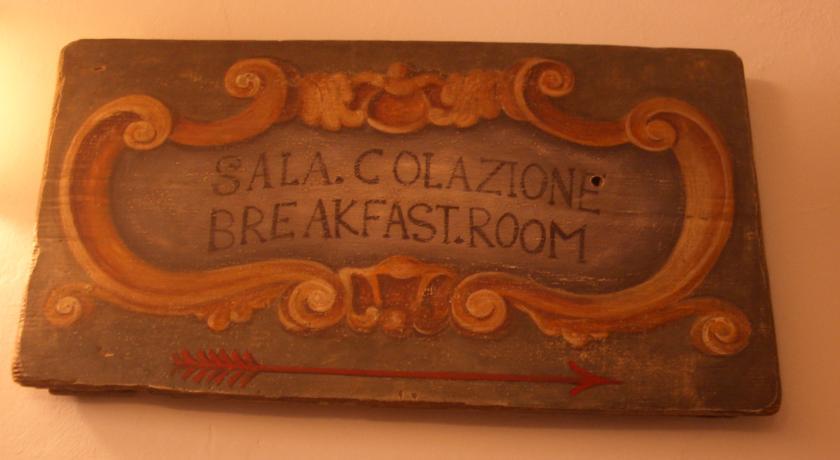 SALA. COLAZIONE
BREAKFAST. ROOM